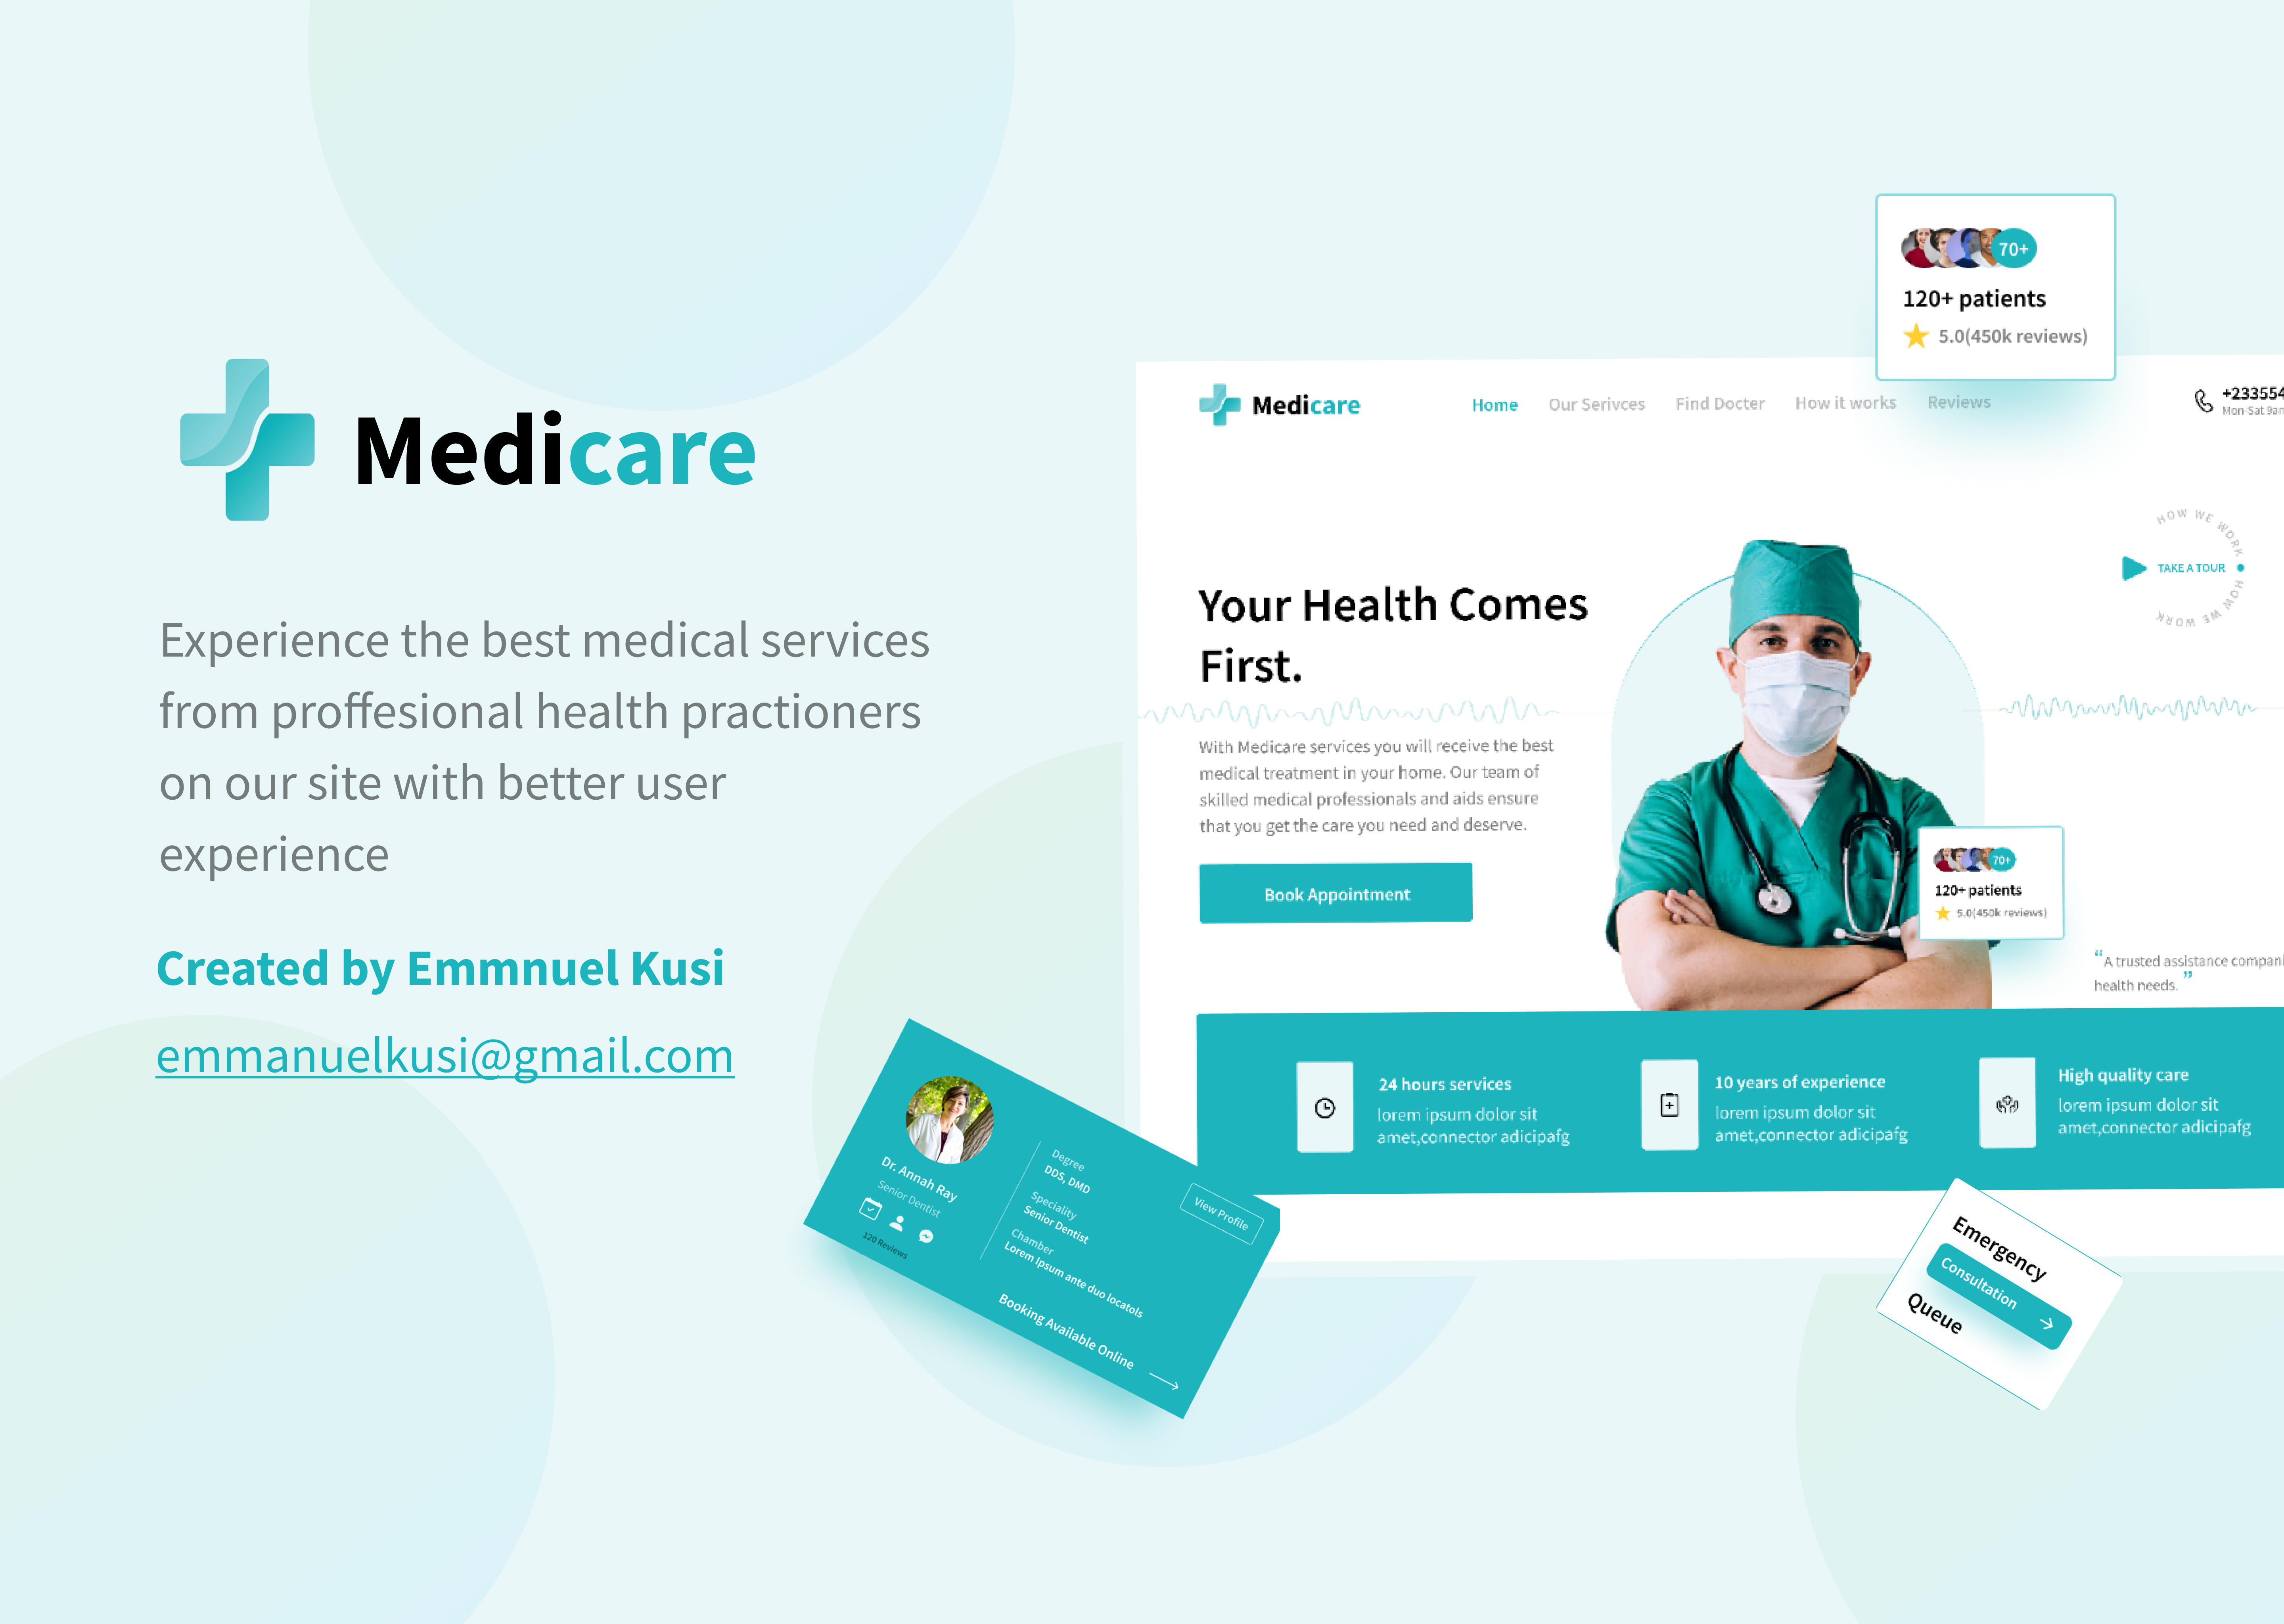 Medicare
Experience the best medical services
from proffesional health practioners
on our site with better user
experience
Created by Emmnuel Kusi
emmanuelkusi@gmail.com
70+
120+ patients
5.0(450k reviews)
Medicare
Home
Our Serivces
Find Docter
How it works
Reviews
+233554
Mon-Sat 9am
HOW WE WORK HOW WE WORK
TAKE A TOUR
Your Health Comes
First.
With Medicare services you will receive the best
medical treatment in your home. Our team of
skilled medical professionals and aids ensure
that you get the care you need and deserve.
Book Appointment
70+
120+ patients
5.0(450k reviews)
“ A trusted assistance compani
health needs. ”
24 hours services
lorem ipsum dolor sit
amet,connector adicipafg
10 years of experience
lorem ipsum dolor sit
amet,connector adicipafg
High quality care
lorem ipsum dolor sit
amet,connector adicipafg
Dr. Annah Ray
Senior Dentist
120 Reviews
Degree
DDS, DMD
Speciality
Senior Dentist
Chamber
Lorem Ipsum ante duo locatols
View Profile
Booking Available Online
Emergency
Consultation
Queue